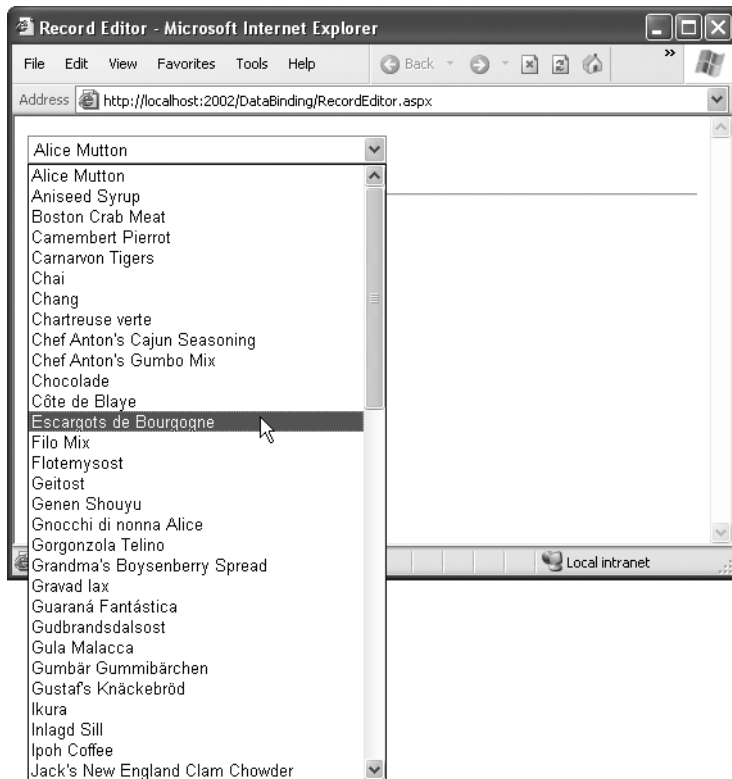 Record Editor - Microsoft Internet Explorer
File Edit View Favorites Tools Help Back »
Address http://localhost:2002/DataBinding/RecordEditor.aspx
Alice Mutton
Alice Mutton
Aniseed Syrup
Boston Crab Meat
Camembert Pierrot
Carnarvon Tigers
Chai
Chang
Chartreuse verte
Chef Anton's Cajun Seasoning
Chef Anton's Gumbo Mix
Chocolade
Côte de Blaye
Escargots de Bourgogne
Filo Mix
Flotemysost
Geitost
Genen Shouyu
Gnocchi di nonna Alice
Gorgonzola Telino
Grandma's Boysenberry Spread
Local intranet
Gravad lax
Guaraná Fantástica
Gudbrandsdalsost
Gula Malacca
Gumbär Gummibärchen
Gustaf's Knäckebröd
Ikura
Inlagd Sill
Ipoh Coffee
Jack's New England Clam Chowder